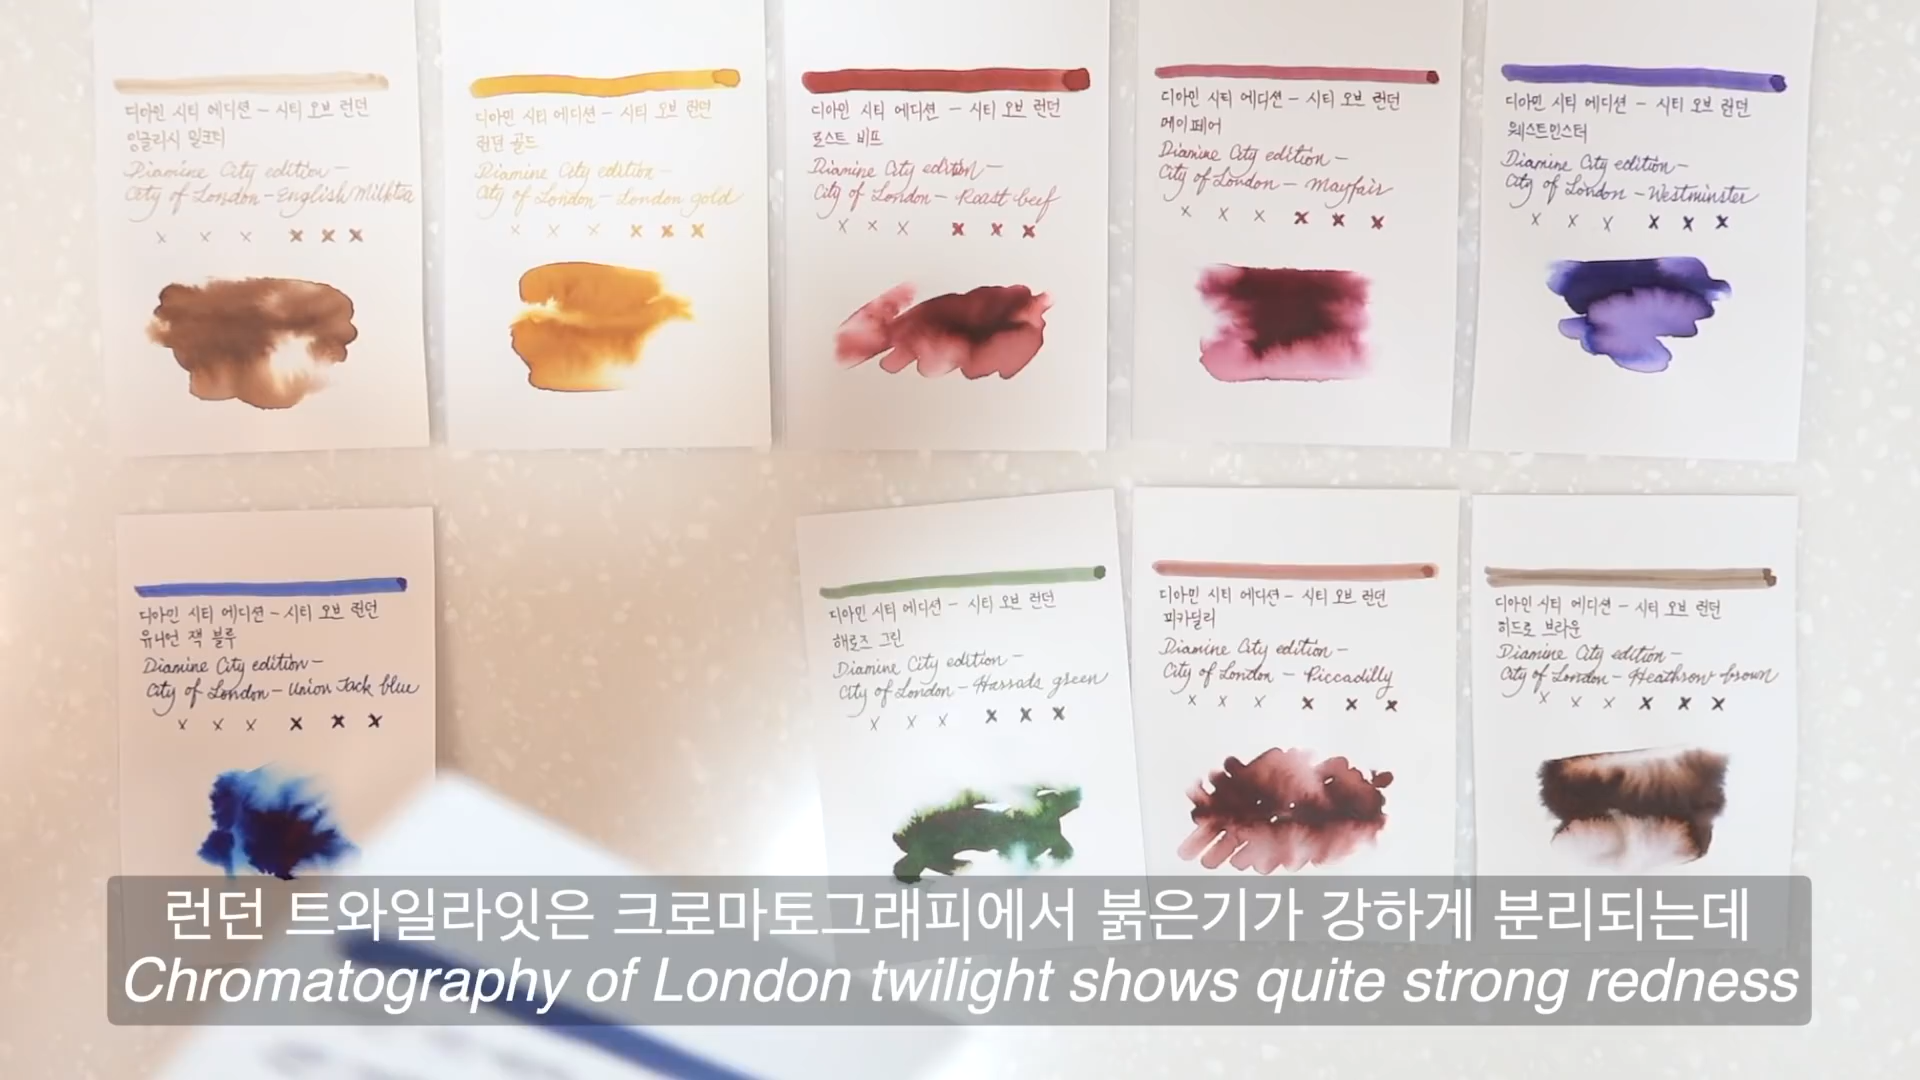 디아민 시티 에디션 - 시티 오브 런던
잉글리시 밀크티
Diamine City edition -
City of London - English Milktea
디아민 시티 에디션 - 시티 오브 런던
런던 골드
Diamine City edition -
City of London - London gold
디아민 시티 에디션 - 시티 오브 런던
로스트 비프
Diamine City edition -
City of London - Roast beef
디아민 시티 에디션 - 시티 오브 런던
메이페어
Diamine City edition -
City of London - Mayfair
디아민 시티 에디션 - 시티 오브 런던
웨스트민스터
Diamine City edition -
City of London - Westminster
디아민 시티 에디션 - 시티 오브 런던
유니언 잭 블루
Diamine City edition -
City of London - Union Jack blue
디아민 시티 에디션 - 시티 오브 런던
해로즈 그린
Diamine City edition -
City of London - Harrods green
디아민 시티 에디션 - 시티 오브 런던
피카딜리
Diamine City edition -
City of London - Piccadilly
디아민 시티 에디션 - 시티 오브 런던
히드로 브라운
Diamine City edition -
City of London - Heathrow brown
런던 트와일라잇은 크로마토그래피에서 붉은기가 강하게 분리되는데
Chromatography of London twilight shows quite strong redness